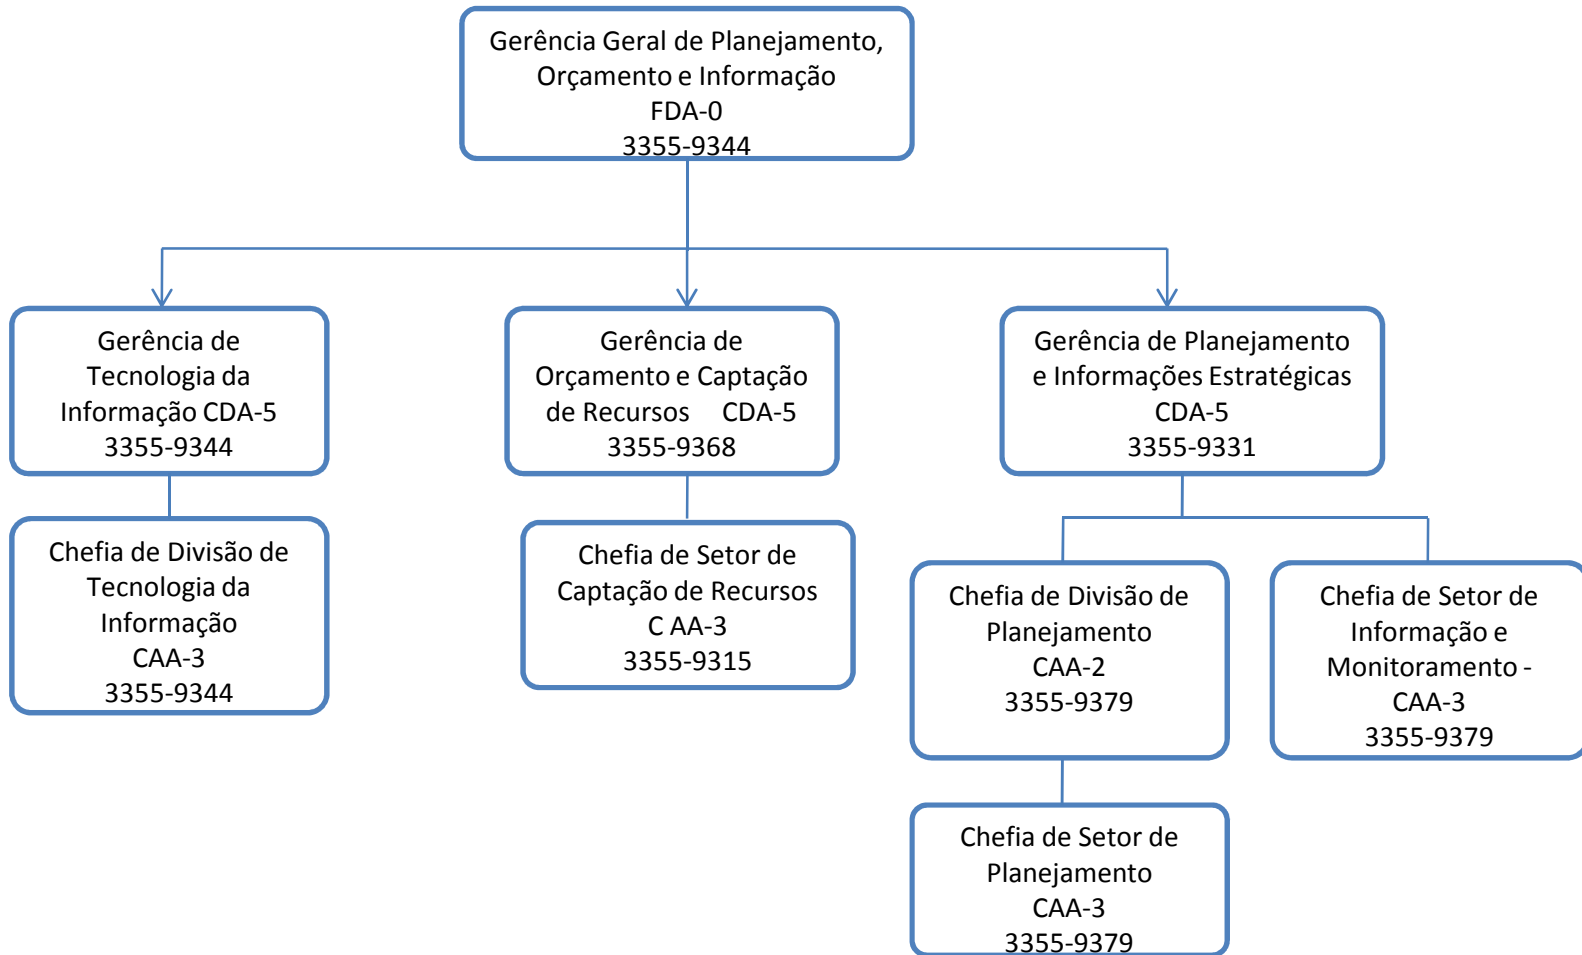 Gerência Geral de Planejamento,
Orçamento e Informação
FDA-0
3355-9344
Gerência de
Tecnologia da
Informação CDA-5
3355-9344
Gerência de
Orçamento e Captação
de Recursos CDA-5
3355-9368
Gerência de Planejamento
e Informações Estratégicas
CDA-5
3355-9331
Chefia de Divisão de
Tecnologia da
Informação
CAA-3
3355-9344
Chefia de Setor de
Captação de Recursos
C AA-3
3355-9315
Chefia de Divisão de
Planejamento
CAA-2
3355-9379
Chefia de Setor de
Informação e
Monitoramento -
CAA-3
3355-9379
Chefia de Setor de
Planejamento
CAA-3
3355-9379